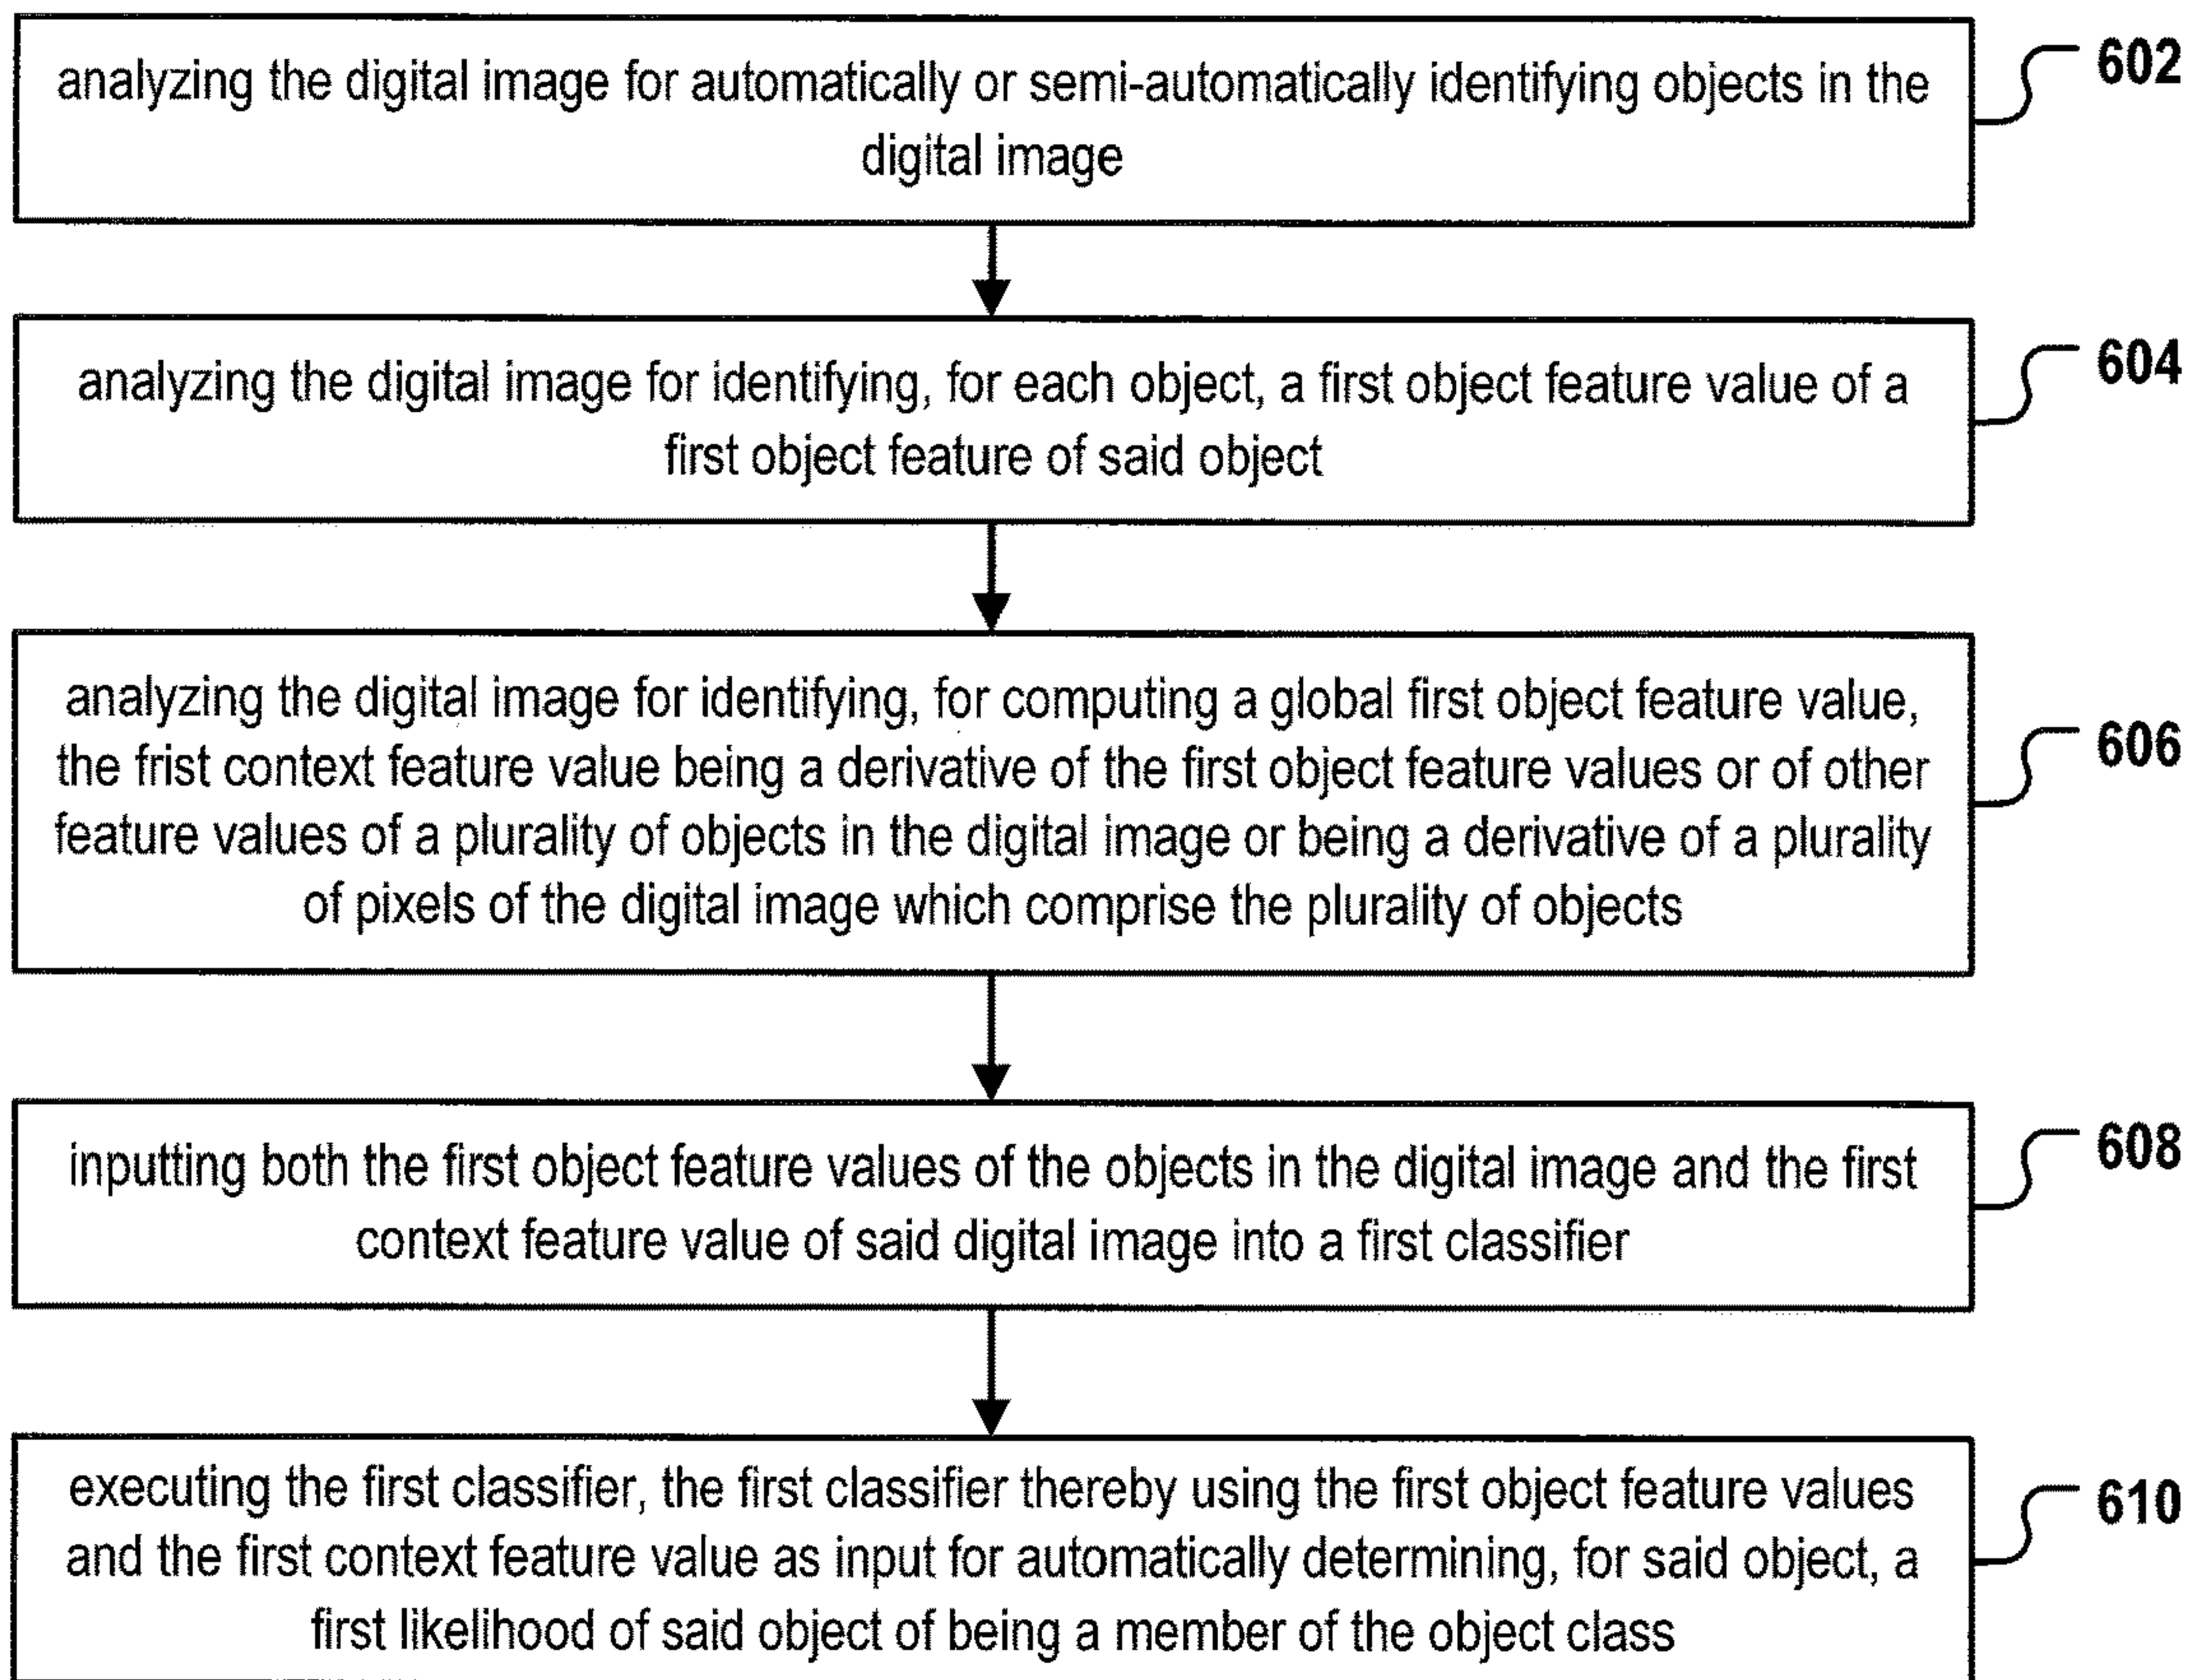 analyzing the digital image for automatically or semi-automatically identifying objects in the
digital image
602
analyzing the digital image for identifying, for each object, a first object feature value of a
first object feature of said object
604
analyzing the digital image for identifying, for computing a global first object feature value,
the frist context feature value being a derivative of the first object feature values or of other
feature values of a plurality of objects in the digital image or being a derivative of a plurality
of pixels of the digital image which comprise the plurality of objects
606
inputting both the first object feature values of the objects in the digital image and the first
context feature value of said digital image into a first classifier
608
executing the first classifier, the first classifier thereby using the first object feature values
and the first context feature value as input for automatically determining, for said object, a
first likelihood of said object of being a member of the object class
610